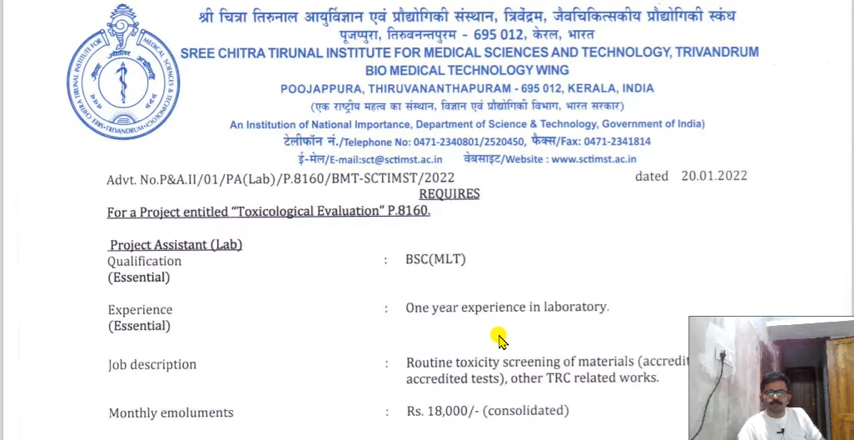 श्री चित्रा तिरुनाल आयुर्विज्ञान एवं प्रौद्योगिकी संस्थान, त्रिवेंद्रम, जैवचिकित्सकीय प्रौद्योगिकी स्कंध
पूजप्पुरा, तिरुवनन्तपुरम - 695 012, केरल, भारत
SREE CHITRA TIRUNAL INSTITUTE FOR MEDICAL SCIENCES AND TECHNOLOGY, TRIVANDRUM
BIO MEDICAL TECHNOLOGY WING
POOJAPPURA, THIRUVANANTHAPURAM - 695 012, KERALA, INDIA
(एक राष्ट्रीय महत्व का संस्थान, विज्ञान एवं प्रौद्योगिकी विभाग, भारत सरकार)
An Institution of National Importance, Department of Science & Technology, Government of India)
टेलीफॉन नं./Telephone No: 0471-2340801/2520450, फैक्स/Fax: 0471-2341814
ई-मेल/E-mail:sct@sctimst.ac.in वेबसाइट/Website : www.sctimst.ac.in
Advt. No.P&A.II/01/PA(Lab)/P.8160/BMT-SCTIMST/2022 dated 20.01.2022
REQUIRES
For a Project entitled "Toxicological Evaluation" P.8160.
Project Assistant (Lab)
Qualification : BSC(MLT)
(Essential)
Experience : One year experience in laboratory.
(Essential)
Job description : Routine toxicity screening of materials (accredit
accredited tests), other TRC related works.
Monthly emoluments : Rs. 18,000/- (consolidated)